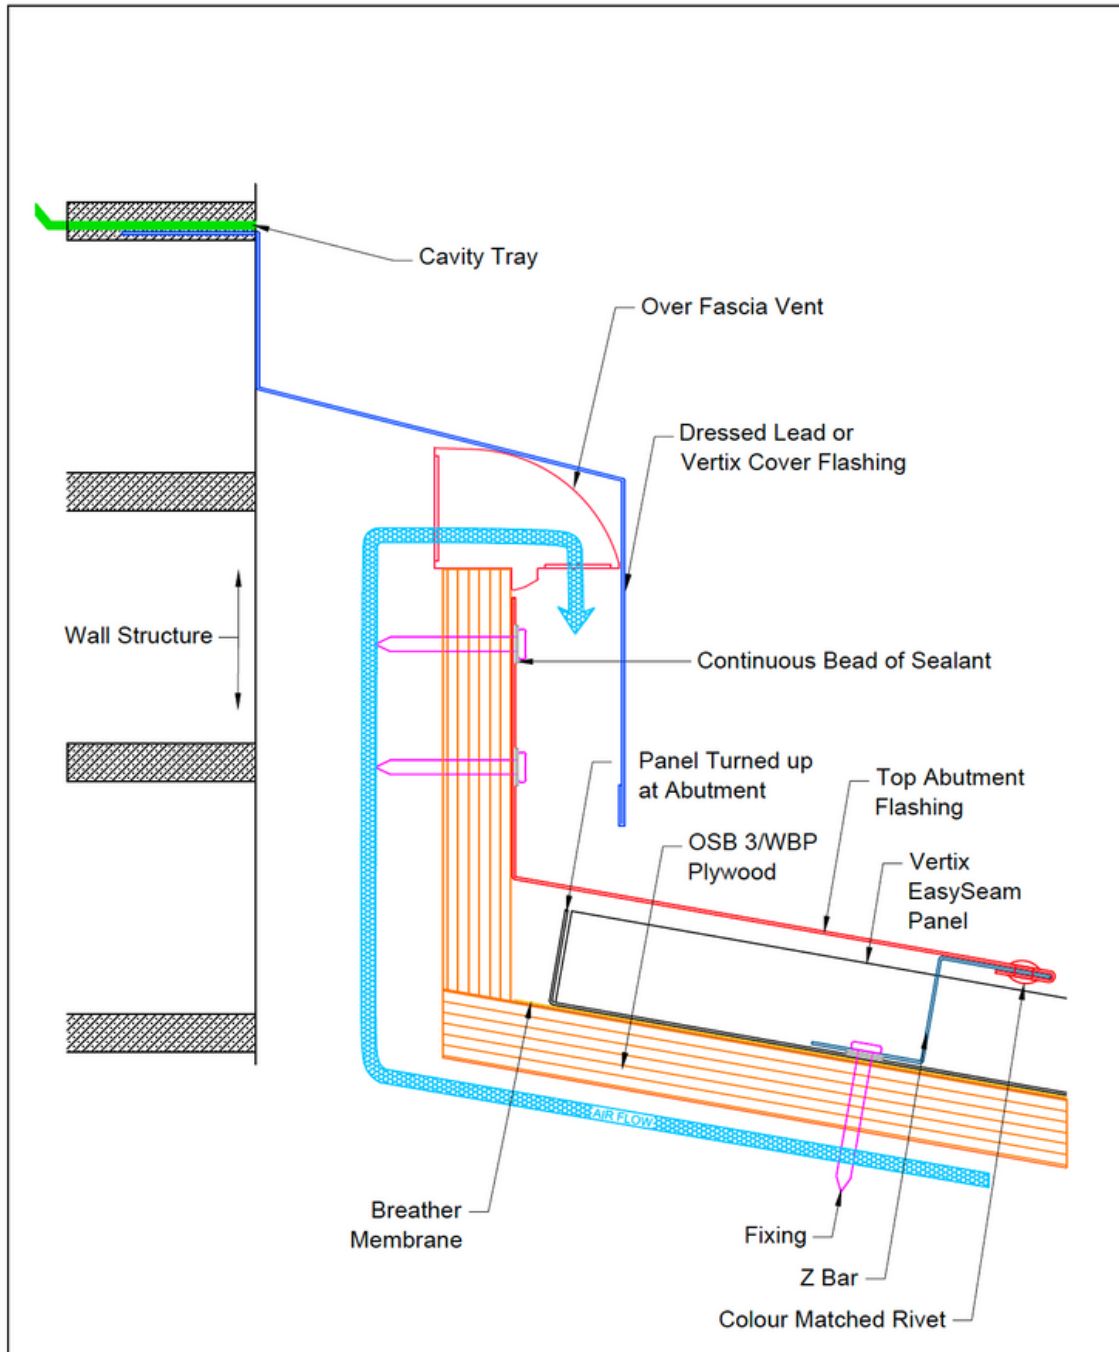 Cavity Tray
Over Fascia Vent
Dressed Lead or
Vertix Cover Flashing
Wall Structure
Continuous Bead of Sealant
Panel Turned up
at Abutment
Top Abutment
Flashing
OSB 3/WBP
Plywood
Vertix
EasySeam
Panel
AIR FLOW
Breather
Membrane
Fixing
Z Bar
Colour Matched Rivet